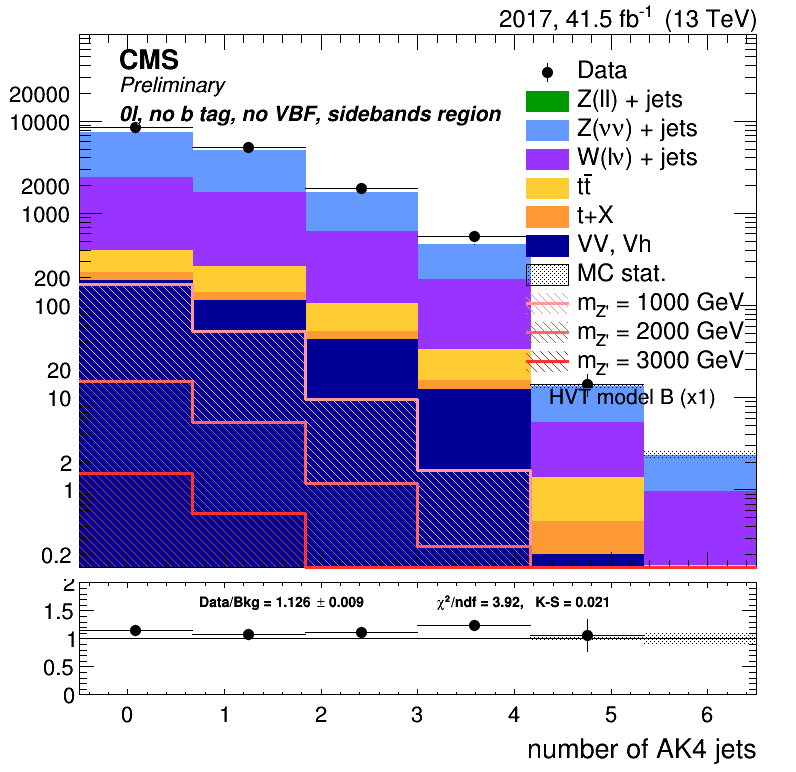 2017, 41.5 fb⁻¹ (13 TeV)
CMS
Preliminary
0l, no b tag, no VBF, sidebands region
Data
Z(ll) + jets
Z(νν) + jets
W(lν) + jets
tt̄
t+X
VV, Vh
MC stat.
m_Z' = 1000 GeV
m_Z' = 2000 GeV
m_Z' = 3000 GeV
HVT model B (x1)
20000
10000
2000
1000
200
100
20
10
2
1
0.2
Data/Bkg = 1.126 ± 0.009 χ²/ndf = 3.92, K-S = 0.021
2
1.5
1
0.5
0
0 1 2 3 4 5 6
number of AK4 jets